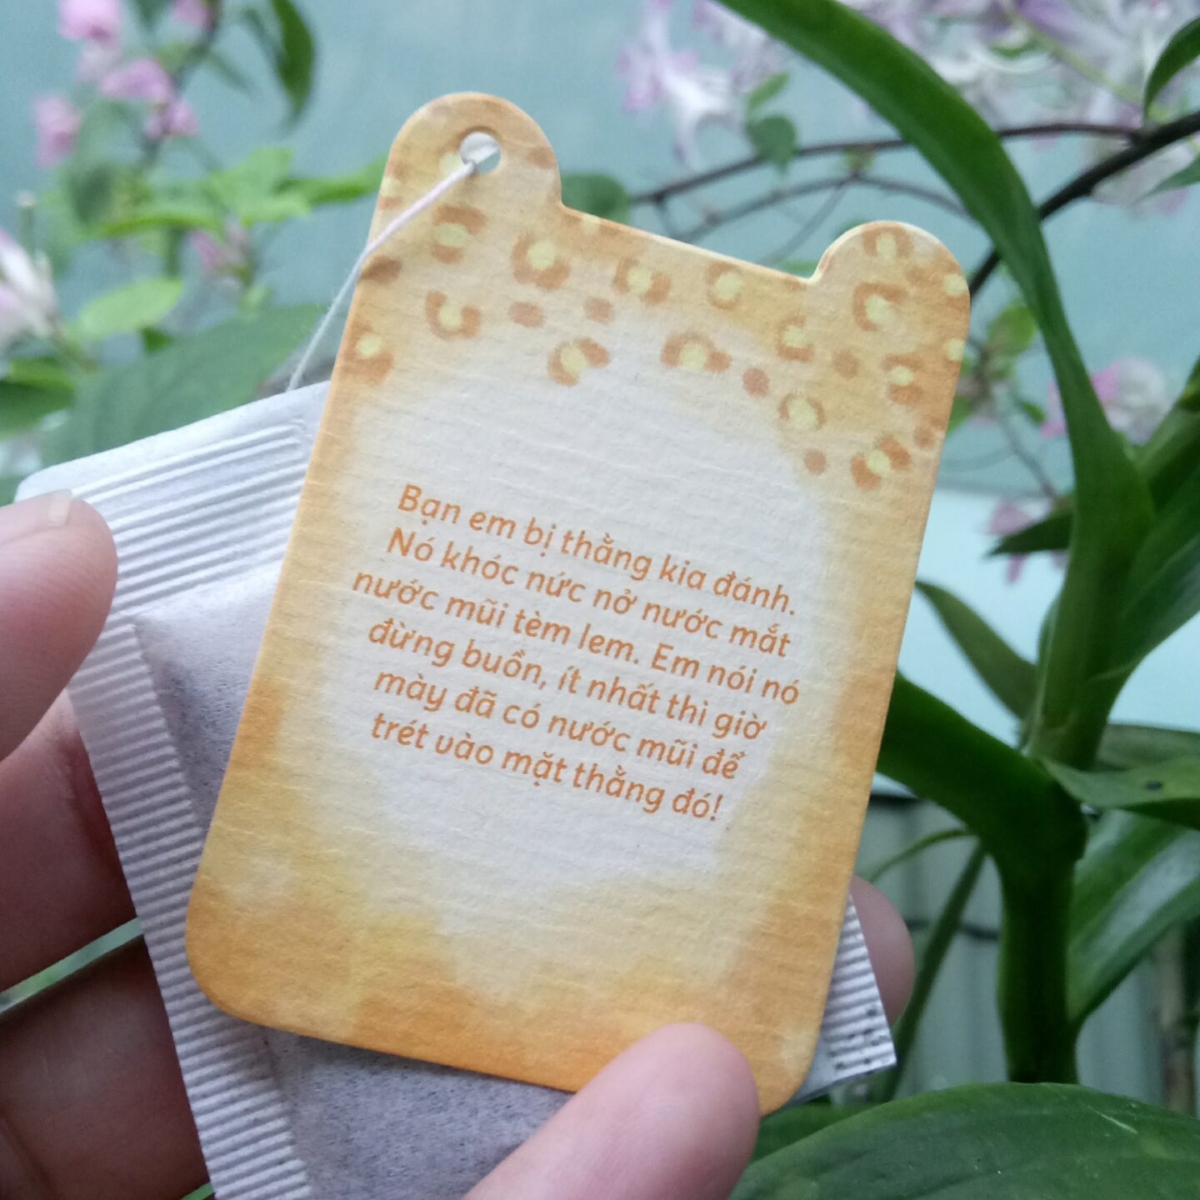 Bạn em bị thằng kia đánh.
Nó khóc nức nở nước mắt
nước mũi tèm lem. Em nói nó
đừng buồn, ít nhất thì giờ
mày đã có nước mũi để
trét vào mặt thằng đó!